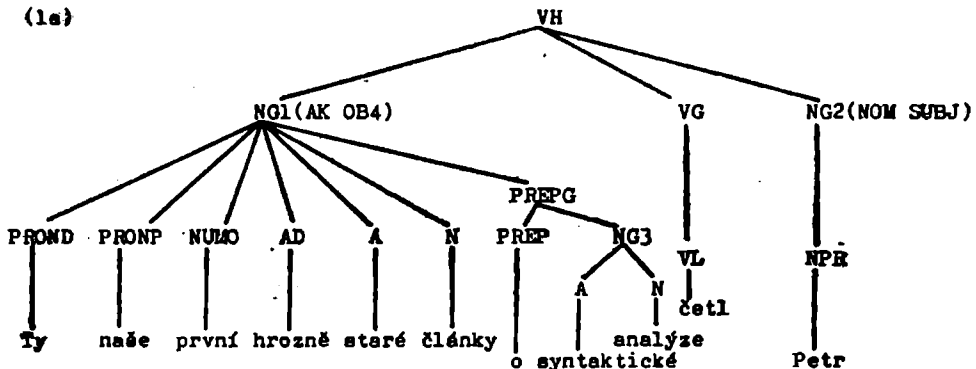 (1a)
VH
NG1(AK OB4) VG NG2(NOM SUBJ)
PREPG
PROND PRONP NUMO AD A N PREP NG3
VL NPR
A N
četl
Ty naše první hrozně staré články analýze
o syntaktické Petr